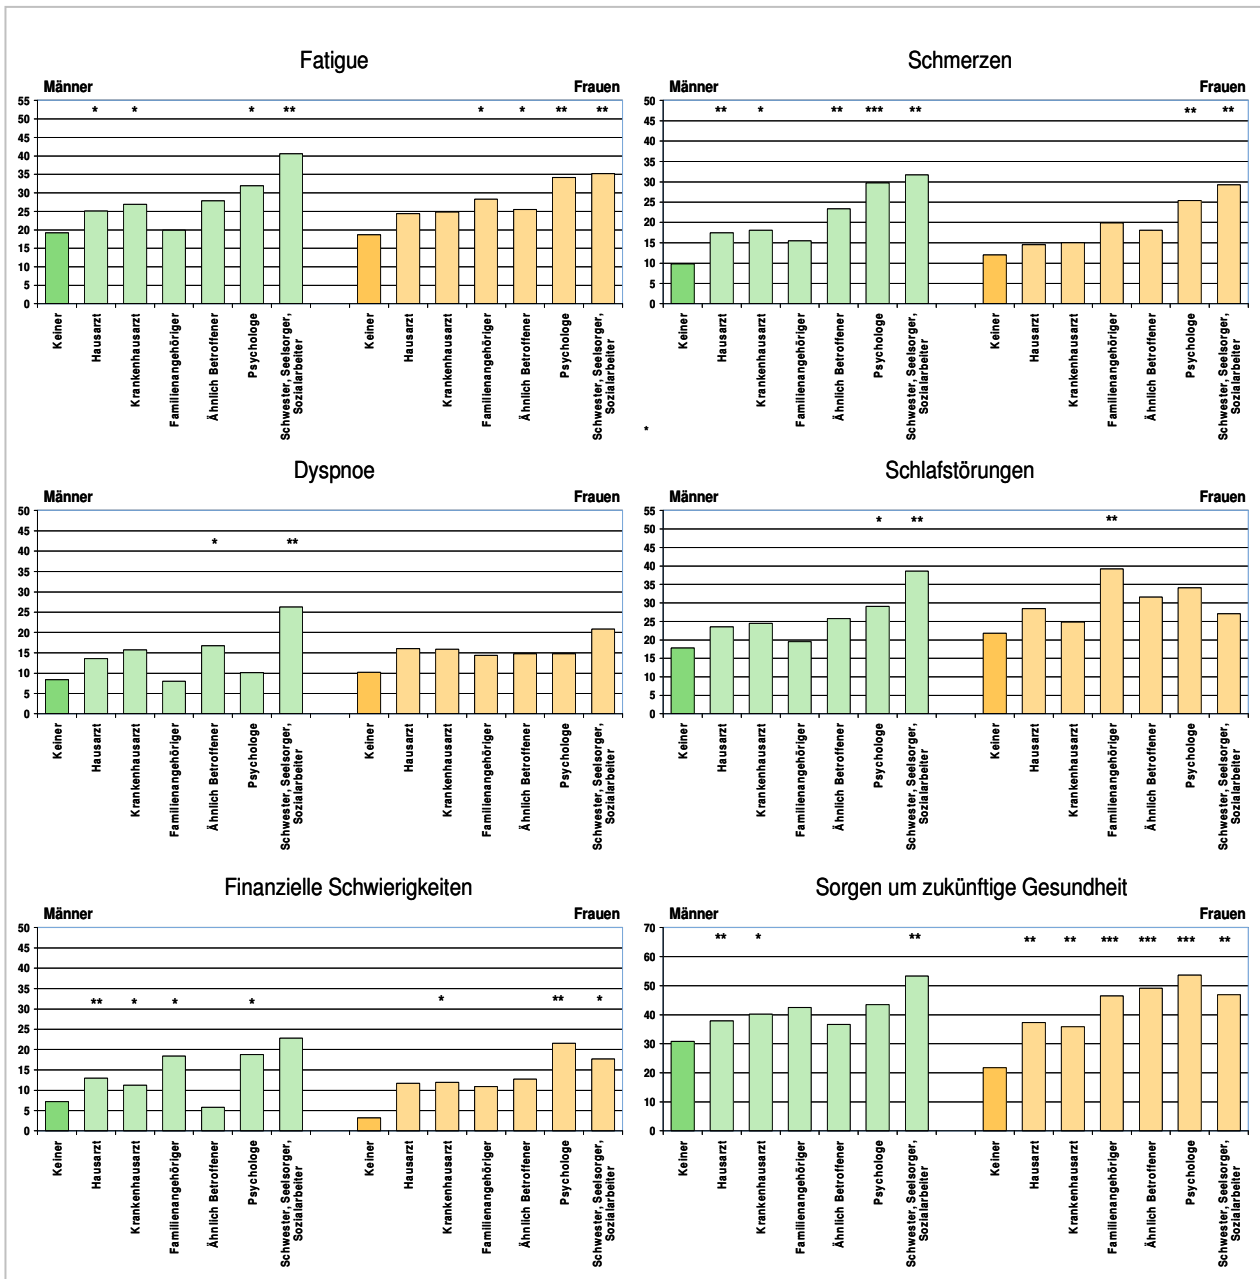 Fatigue
Männer Frauen
* * * ** * * ** **
55
50
45
40
35
30
25
20
15
10
5
0
Keiner
Hausarzt
Krankenhausarzt
Familienangehöriger
Ähnlich Betroffener
Psychologe
Schwester, Seelsorger,
Sozialarbeiter
Keiner
Hausarzt
Krankenhausarzt
Familienangehöriger
Ähnlich Betroffener
Psychologe
Schwester, Seelsorger,
Sozialarbeiter
Schmerzen
Männer Frauen
** * ** *** ** ** **
50
45
40
35
30
25
20
15
10
5
0
Keiner
Hausarzt
Krankenhausarzt
Familienangehöriger
Ähnlich Betroffener
Psychologe
Schwester, Seelsorger,
Sozialarbeiter
Keiner
Hausarzt
Krankenhausarzt
Familienangehöriger
Ähnlich Betroffener
Psychologe
Schwester, Seelsorger,
Sozialarbeiter
*
Dyspnoe
Männer Frauen
* **
50
45
40
35
30
25
20
15
10
5
0
Keiner
Hausarzt
Krankenhausarzt
Familienangehöriger
Ähnlich Betroffener
Psychologe
Schwester, Seelsorger,
Sozialarbeiter
Keiner
Hausarzt
Krankenhausarzt
Familienangehöriger
Ähnlich Betroffener
Psychologe
Schwester, Seelsorger,
Sozialarbeiter
Schlafstörungen
Männer Frauen
* ** **
55
50
45
40
35
30
25
20
15
10
5
0
Keiner
Hausarzt
Krankenhausarzt
Familienangehöriger
Ähnlich Betroffener
Psychologe
Schwester, Seelsorger,
Sozialarbeiter
Keiner
Hausarzt
Krankenhausarzt
Familienangehöriger
Ähnlich Betroffener
Psychologe
Schwester, Seelsorger,
Sozialarbeiter
Finanzielle Schwierigkeiten
Männer Frauen
** * * * * ** *
50
45
40
35
30
25
20
15
10
5
0
Keiner
Hausarzt
Krankenhausarzt
Familienangehöriger
Ähnlich Betroffener
Psychologe
Schwester, Seelsorger,
Sozialarbeiter
Keiner
Hausarzt
Krankenhausarzt
Familienangehöriger
Ähnlich Betroffener
Psychologe
Schwester, Seelsorger,
Sozialarbeiter
Sorgen um zukünftige Gesundheit
Männer Frauen
** * ** ** ** *** *** *** **
70
60
50
40
30
20
10
0
Keiner
Hausarzt
Krankenhausarzt
Familienangehöriger
Ähnlich Betroffener
Psychologe
Schwester, Seelsorger,
Sozialarbeiter
Keiner
Hausarzt
Krankenhausarzt
Familienangehöriger
Ähnlich Betroffener
Psychologe
Schwester, Seelsorger,
Sozialarbeiter